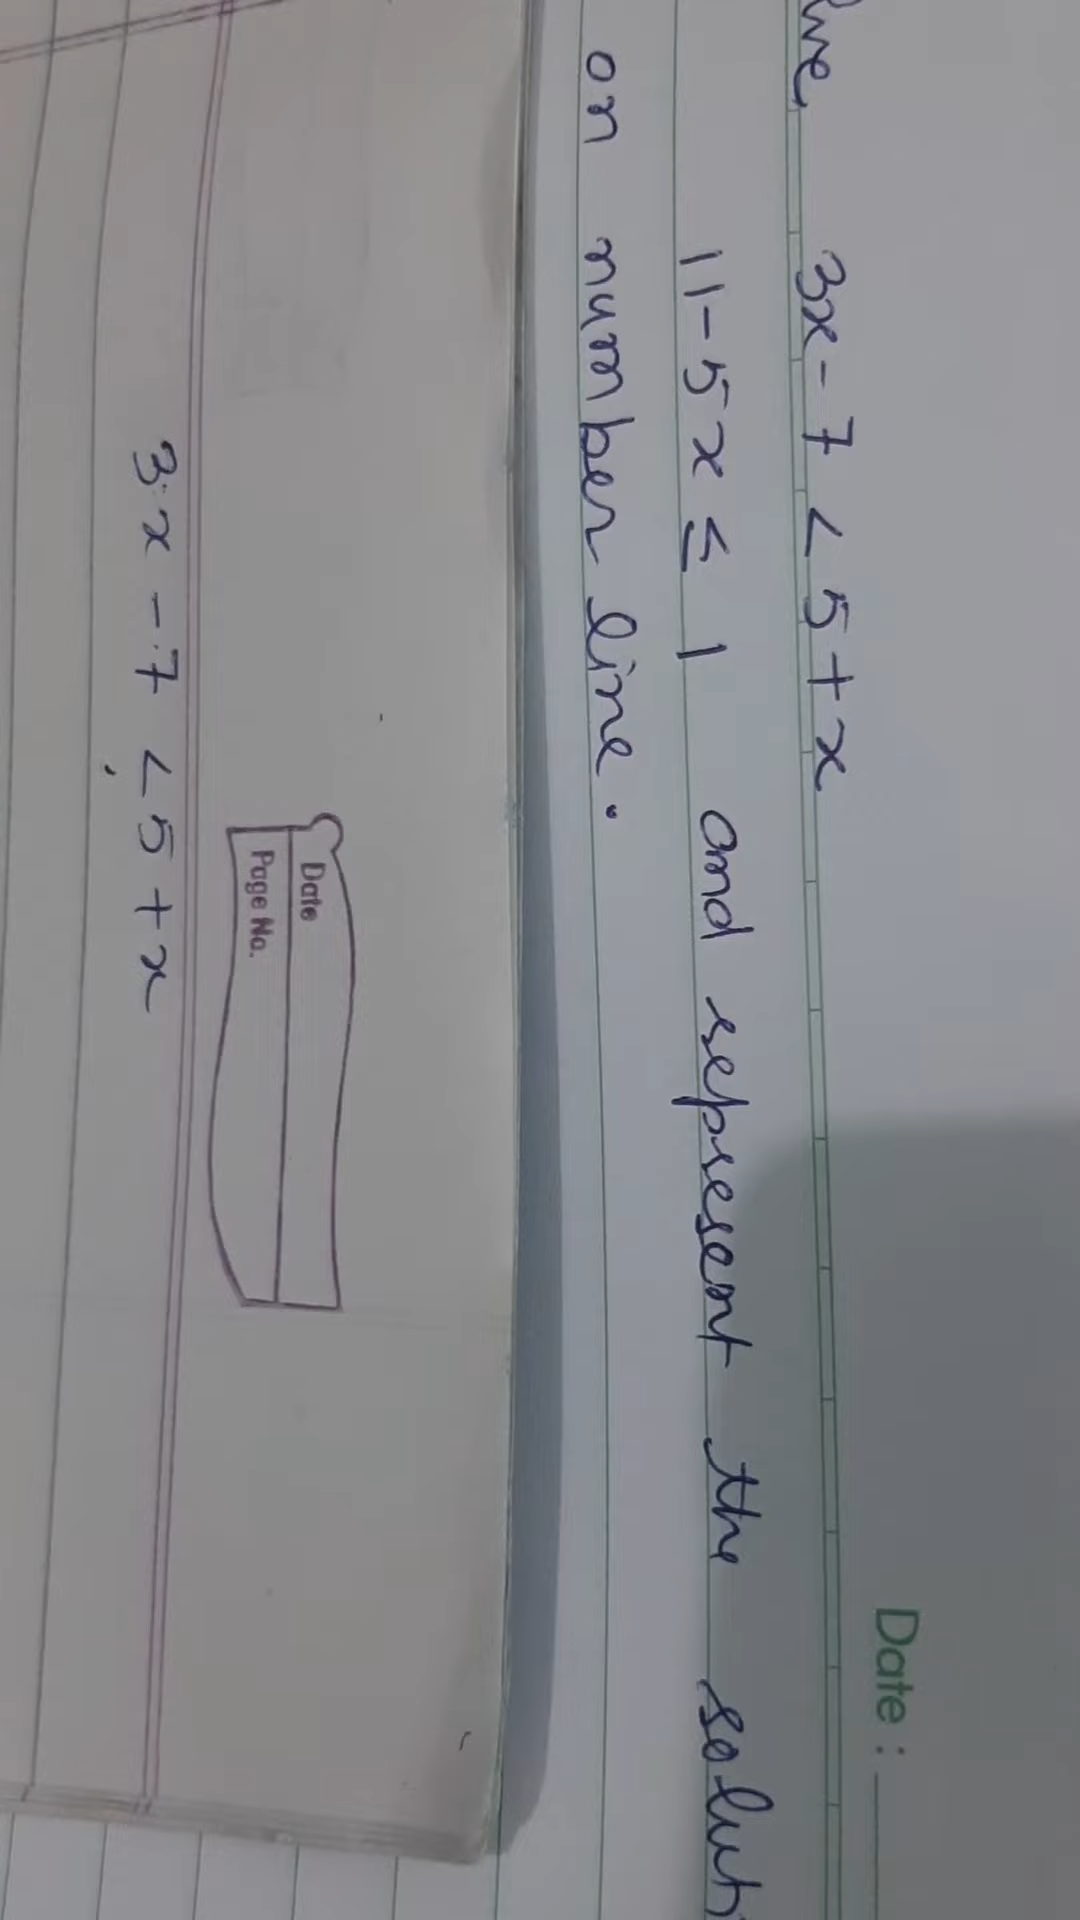 Date :
3x - 7 < 5 + x
11 - 5x ≤ 1 and represent the
on number line.
Date
Page No.
3x - 7 < 5 + x